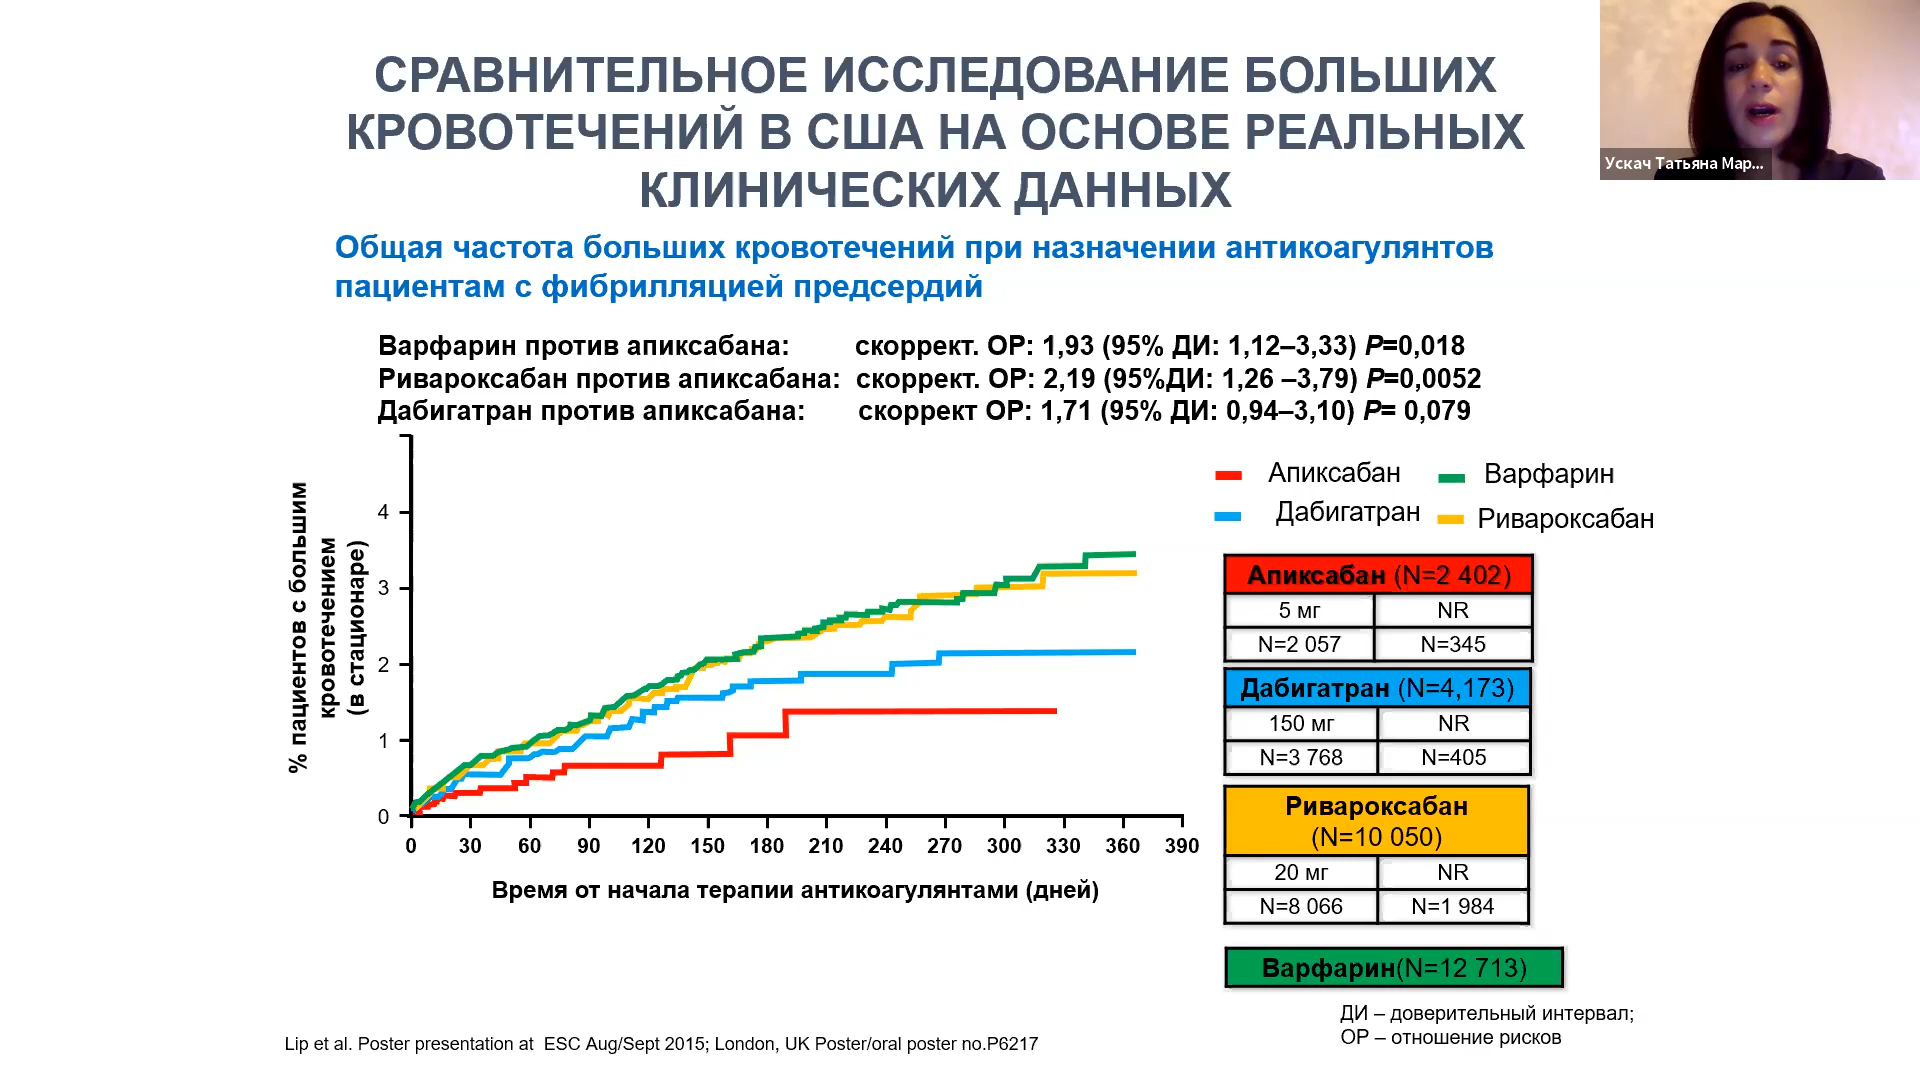 СРАВНИТЕЛЬНОЕ ИССЛЕДОВАНИЕ БОЛЬШИХ
КРОВОТЕЧЕНИЙ В США НА ОСНОВЕ РЕАЛЬНЫХ
КЛИНИЧЕСКИХ ДАННЫХ
Ускач Татьяна Мар...
Общая частота больших кровотечений при назначении антикоагулянтов
пациентам с фибрилляцией предсердий
Варфарин против апиксабана: скоррект. ОР: 1,93 (95% ДИ: 1,12–3,33) P=0,018
Ривароксабан против апиксабана: скоррект. ОР: 2,19 (95%ДИ: 1,26 –3,79) P=0,0052
Дабигатран против апиксабана: скоррект ОР: 1,71 (95% ДИ: 0,94–3,10) P= 0,079
% пациентов с большим
кровотечением
(в стационаре)
4
3
2
1
0
0 30 60 90 120 150 180 210 240 270 300 330 360 390
Время от начала терапии антикоагулянтами (дней)
Апиксабан Варфарин
Дабигатран Ривароксабан
Апиксабан (N=2 402)
5 мг NR
N=2 057 N=345
Дабигатран (N=4,173)
150 мг NR
N=3 768 N=405
Ривароксабан
(N=10 050)
20 мг NR
N=8 066 N=1 984
Варфарин(N=12 713)
ДИ – доверительный интервал;
ОР – отношение рисков
Lip et al. Poster presentation at ESC Aug/Sept 2015; London, UK Poster/oral poster no.P6217